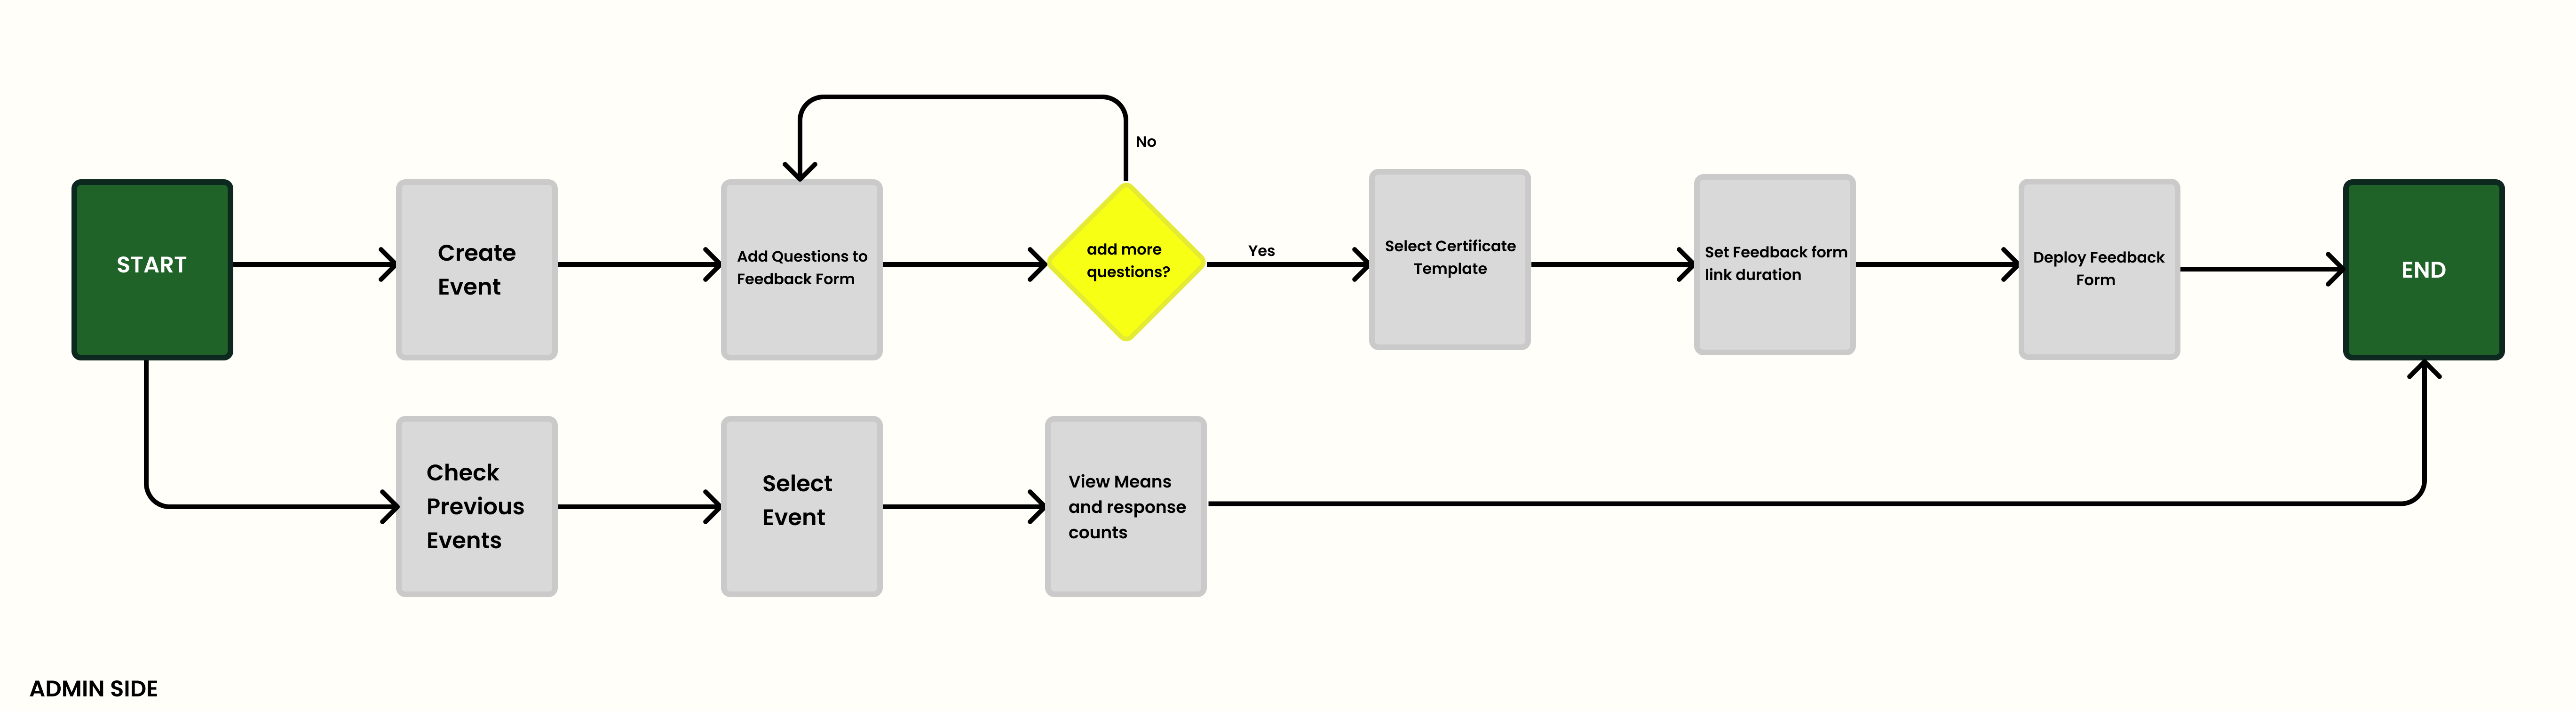 No
START
Create
Event
Add Questions to
Feedback Form
add more
questions?
Yes
Select Certificate
Template
Set Feedback form
link duration
Deploy Feedback
Form
END
Check
Previous
Events
Select
Event
View Means
and response
counts
ADMIN SIDE